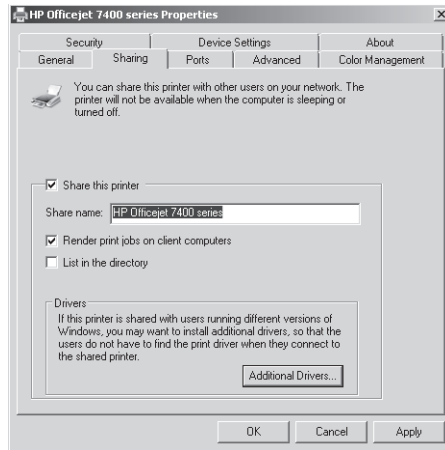 HP Officejet 7400 series Properties
Security Device Settings About
General Sharing Ports Advanced Color Management
You can share this printer with other users on your network. The
printer will not be available when the computer is sleeping or
turned off.
Share this printer
Share name: HP Officejet 7400 series
Render print jobs on client computers
List in the directory
Drivers
If this printer is shared with users running different versions of
Windows, you may want to install additional drivers, so that the
users do not have to find the print driver when they connect to
the shared printer.
Additional Drivers...
OK Cancel Apply